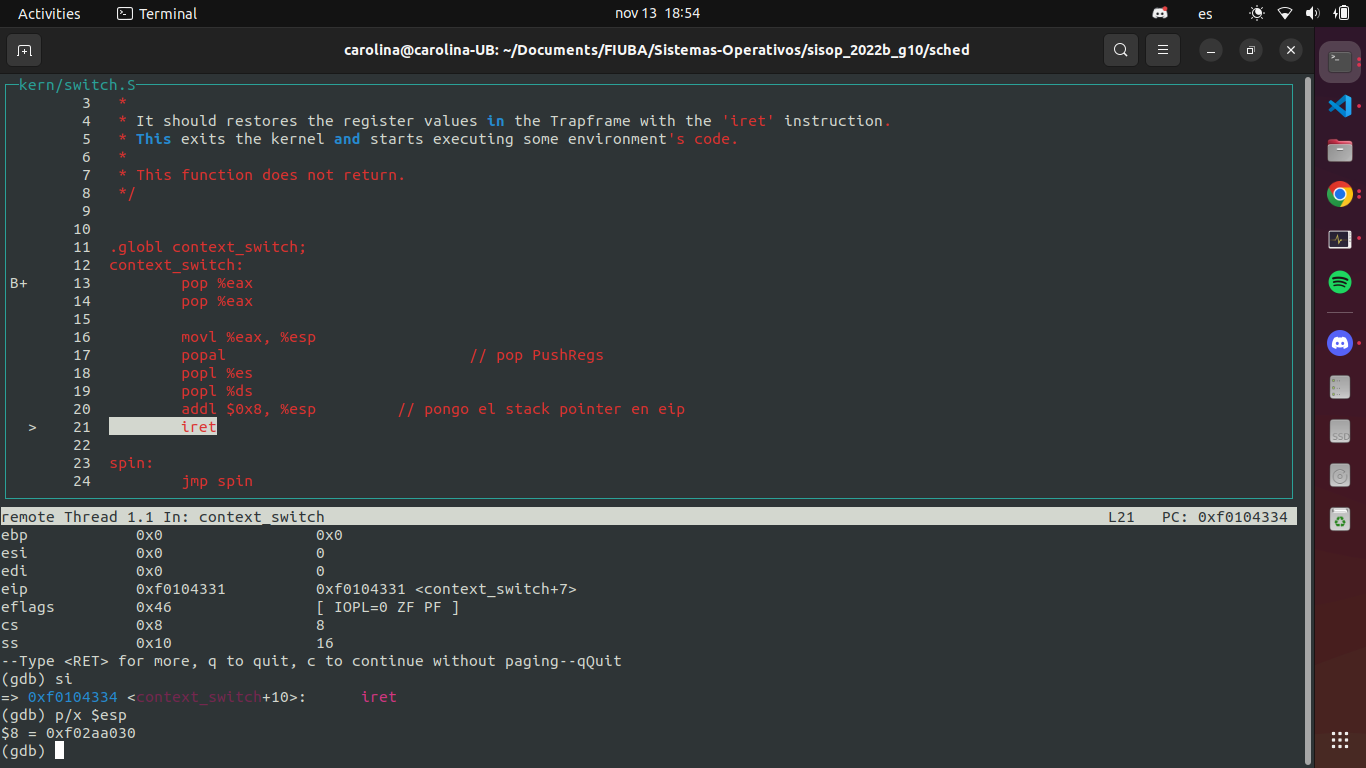 Activities Terminal nov 13 18:54 es
carolina@carolina-UB: ~/Documents/FIUBA/Sistemas-Operativos/sisop_2022b_g10/sched
kern/switch.S
3 *
4 * It should restores the register values in the Trapframe with the 'iret' instruction.
5 * This exits the kernel and starts executing some environment's code.
6 *
7 * This function does not return.
8 */
9
10
11 .globl context_switch;
12 context_switch:
B+ 13 pop %eax
14 pop %eax
15
16 movl %eax, %esp
17 popal // pop PushRegs
18 popl %es
19 popl %ds
20 addl $0x8, %esp // pongo el stack pointer en eip
> 21 iret
22
23 spin:
24 jmp spin
remote Thread 1.1 In: context_switch L21 PC: 0xf0104334
ebp 0x0 0x0
esi 0x0 0
edi 0x0 0
eip 0xf0104331 0xf0104331 <context_switch+7>
eflags 0x46 [ IOPL=0 ZF PF ]
cs 0x8 8
ss 0x10 16
--Type <RET> for more, q to quit, c to continue without paging--qQuit
(gdb) si
=> 0xf0104334 <context_switch+10>: iret
(gdb) p/x $esp
$8 = 0xf02aa030
(gdb)
SSD